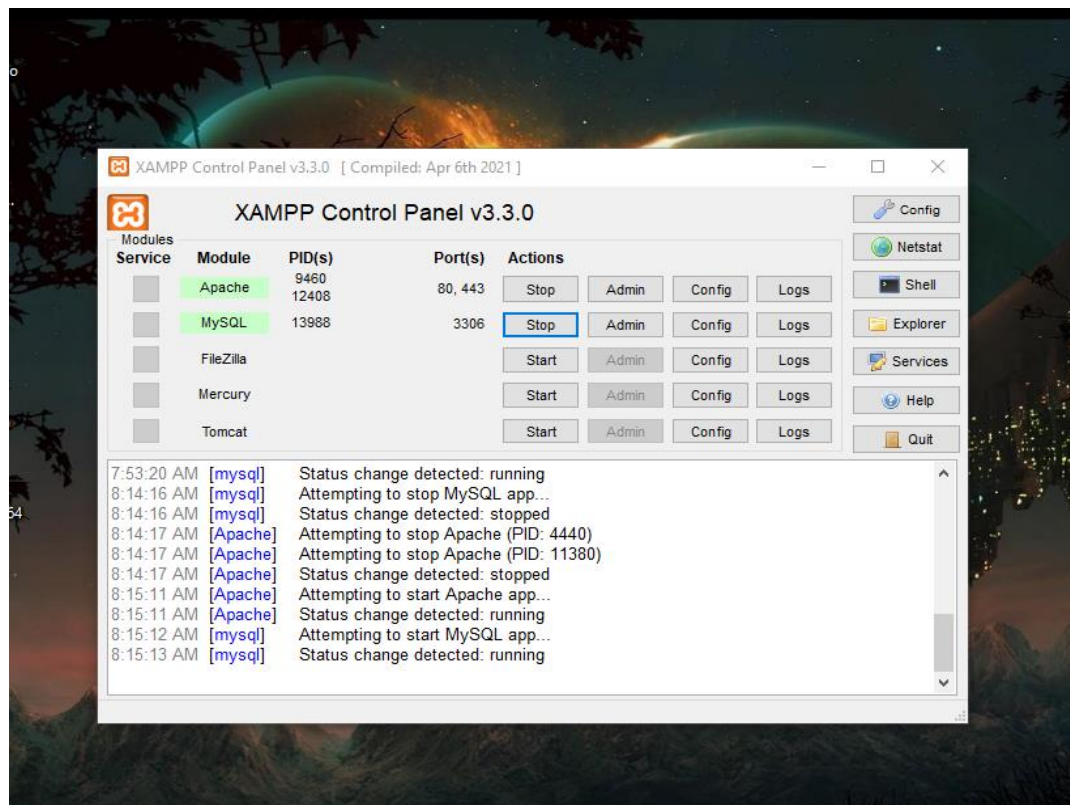 o
64
XAMPP Control Panel v3.3.0 [ Compiled: Apr 6th 2021 ]
XAMPP Control Panel v3.3.0
Config
Modules
Service Module PID(s) Port(s) Actions
Netstat
Apache 9460 12408 80, 443 Stop Admin Config Logs
Shell
MySQL 13988 3306 Stop Admin Config Logs
Explorer
FileZilla Start Admin Config Logs
Services
Mercury Start Admin Config Logs
Help
Tomcat Start Admin Config Logs
Quit
7:53:20 AM [mysql] Status change detected: running
8:14:16 AM [mysql] Attempting to stop MySQL app...
8:14:16 AM [mysql] Status change detected: stopped
8:14:17 AM [Apache] Attempting to stop Apache (PID: 4440)
8:14:17 AM [Apache] Attempting to stop Apache (PID: 11380)
8:14:17 AM [Apache] Status change detected: stopped
8:15:11 AM [Apache] Attempting to start Apache app...
8:15:11 AM [Apache] Status change detected: running
8:15:12 AM [mysql] Attempting to start MySQL app...
8:15:13 AM [mysql] Status change detected: running